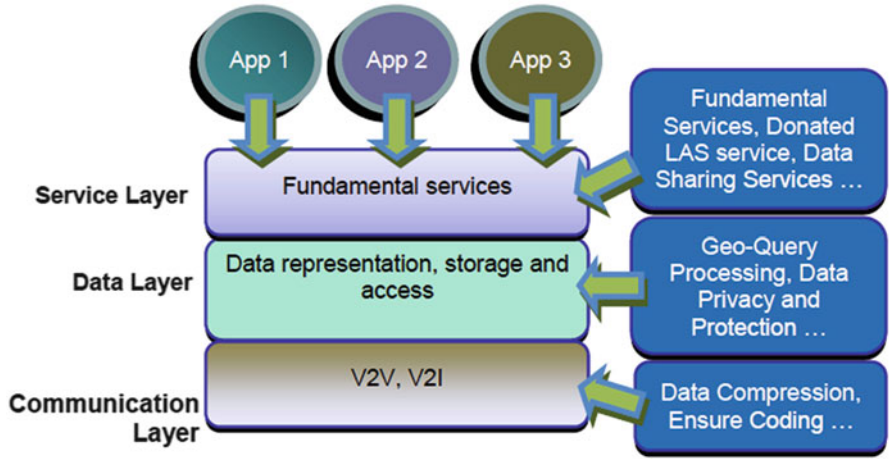 App 1
App 2
App 3
Service Layer
Fundamental services
Fundamental
Services, Donated
LAS service, Data
Sharing Services ...
Data Layer
Data representation, storage and
access
Geo-Query
Processing, Data
Privacy and
Protection ...
Communication
Layer
V2V, V2I
Data Compression,
Ensure Coding ...